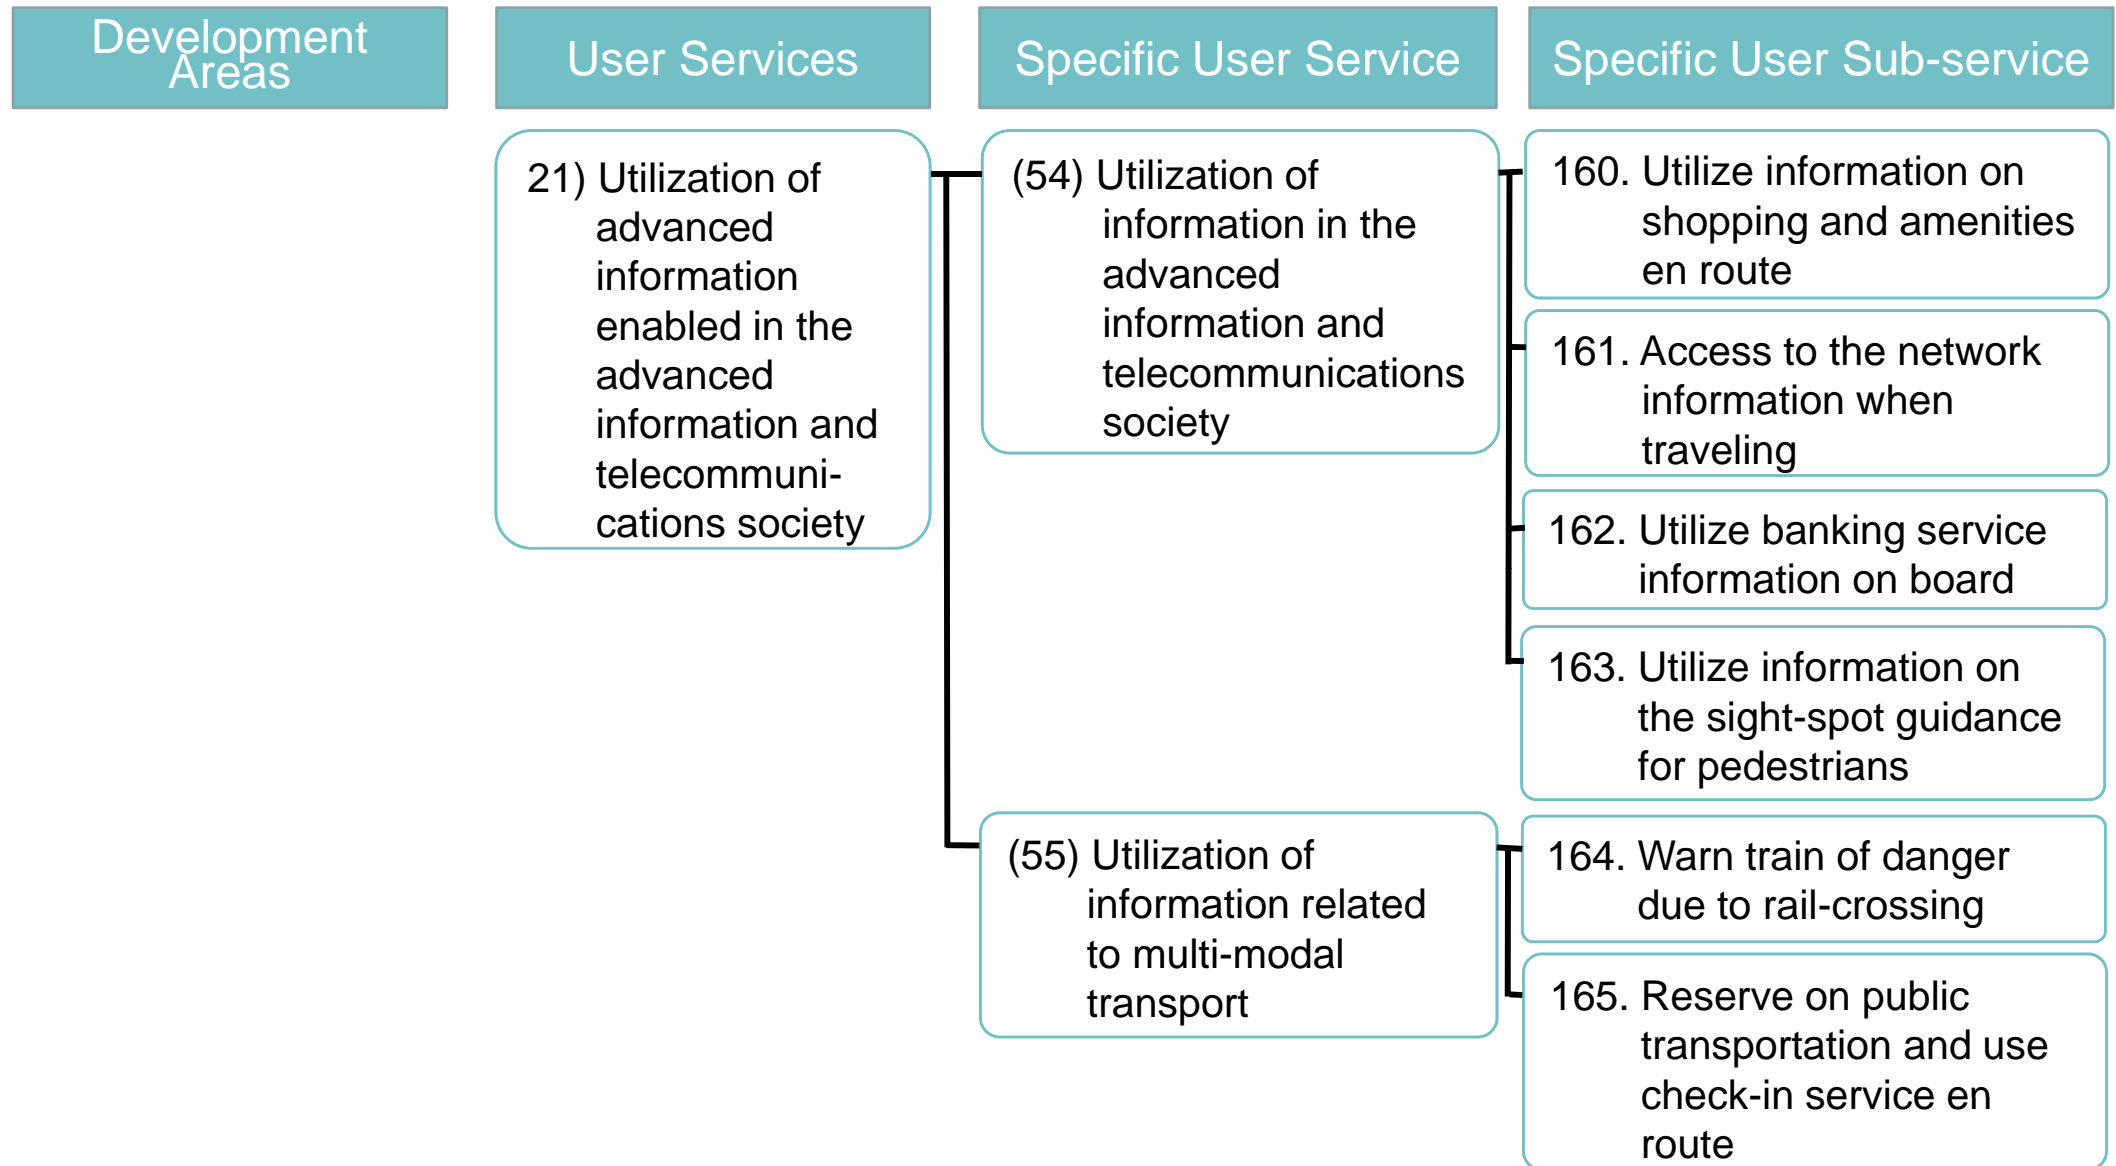 Development
Areas
User Services
Specific User Service
Specific User Sub-service
21) Utilization of
advanced
information
enabled in the
advanced
information and
telecommuni-
cations society
(54) Utilization of
information in the
advanced
information and
telecommunications
society
160. Utilize information on
shopping and amenities
en route
161. Access to the network
information when
traveling
162. Utilize banking service
information on board
163. Utilize information on
the sight-spot guidance
for pedestrians
(55) Utilization of
information related
to multi-modal
transport
164. Warn train of danger
due to rail-crossing
165. Reserve on public
transportation and use
check-in service en
route